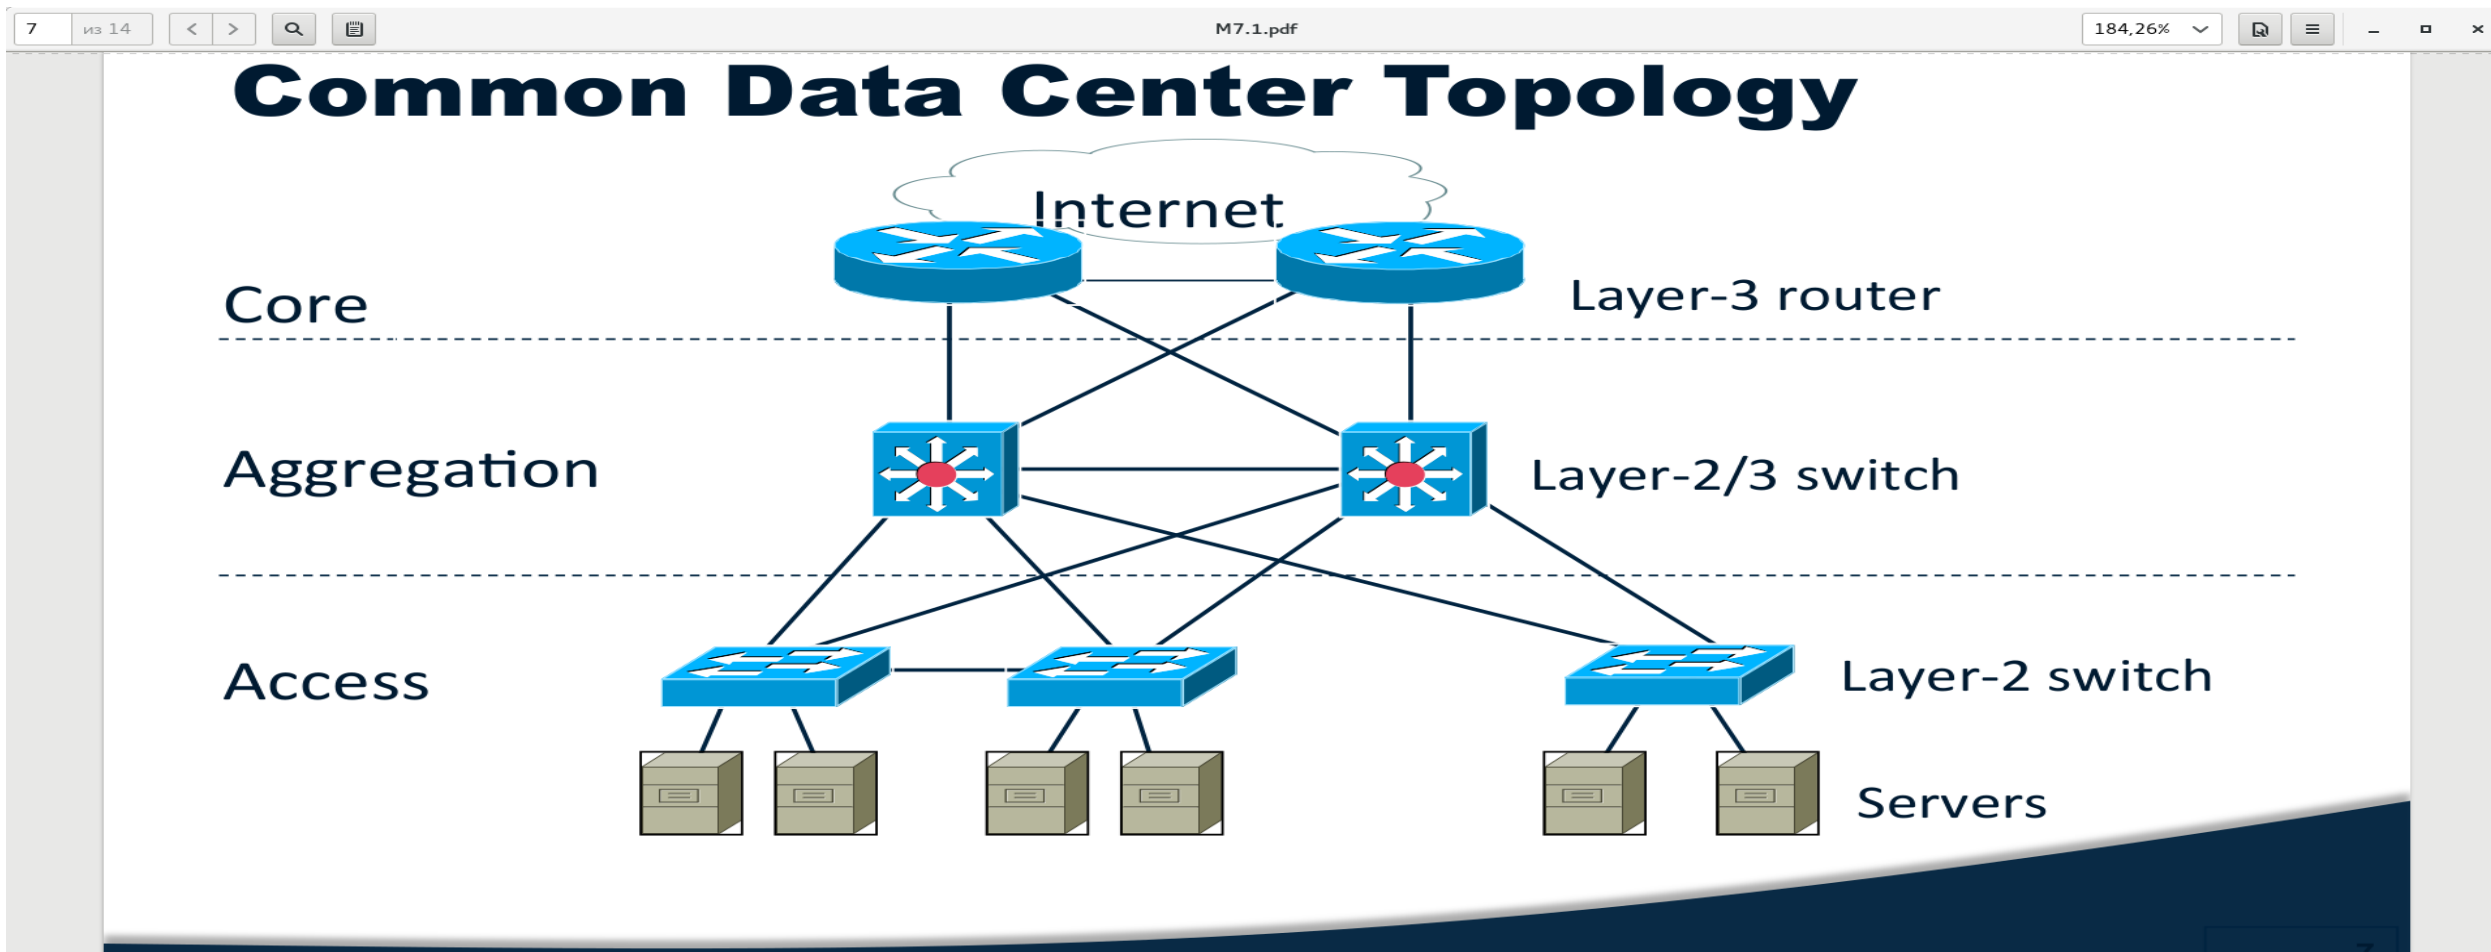 7 из 14 M7.1.pdf 184,26%
Common Data Center Topology
Internet
Core Layer-3 router
Aggregation Layer-2/3 switch
Access Layer-2 switch
Servers
7